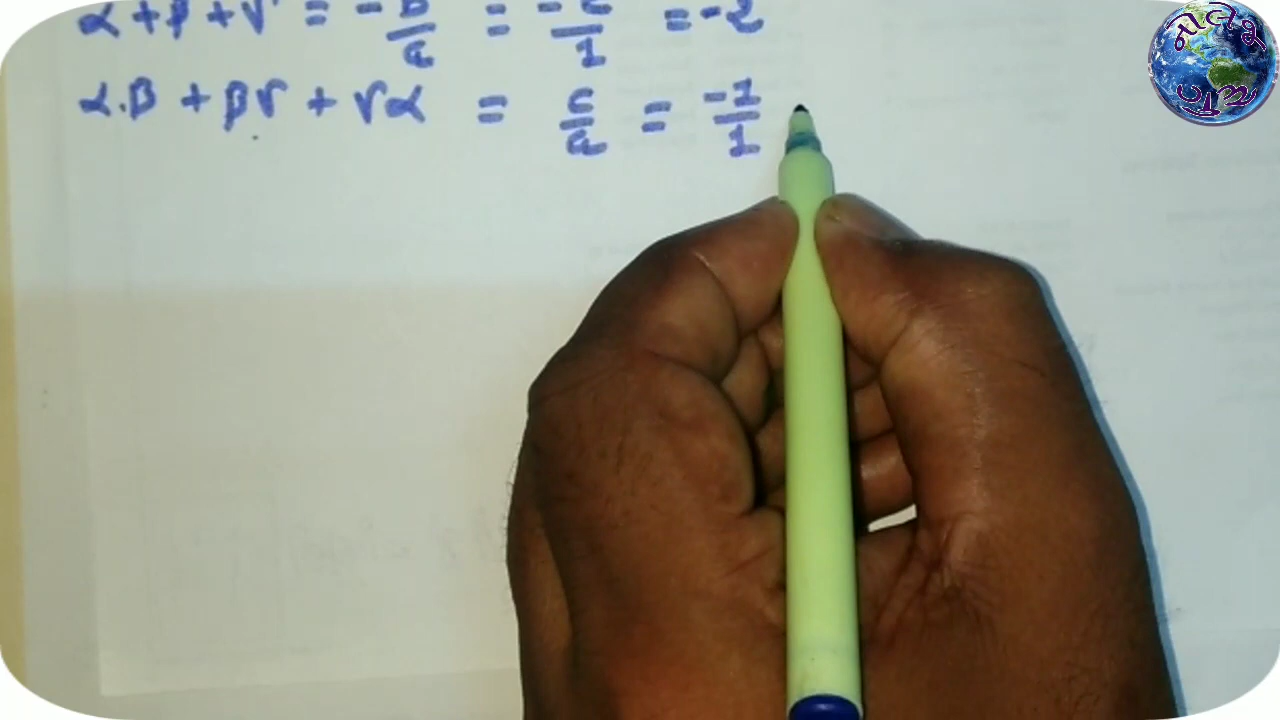 α + β + γ = -b/a = -2/1 = -2
α.β + βγ + γα = c/a = -1/1